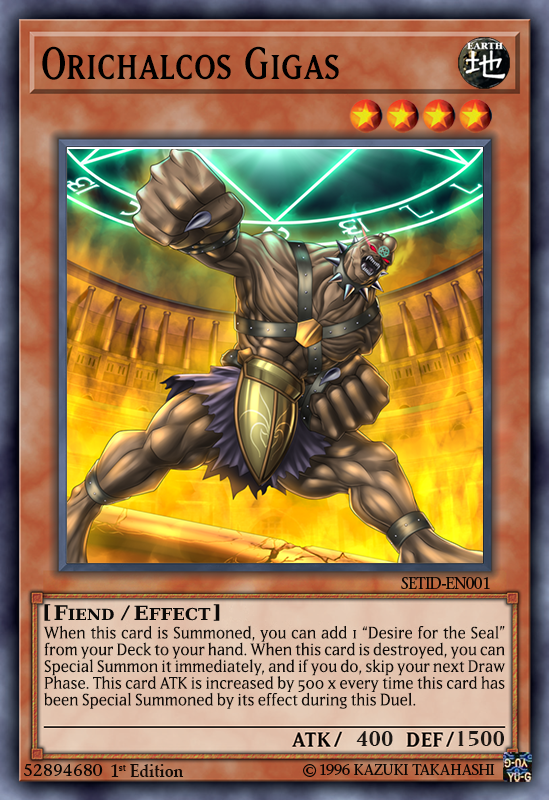 ORICHALCOS GIGAS
EARTH
地
SETID-EN001
[FIEND / EFFECT]
When this card is Summoned, you can add 1 “Desire for the Seal”
from your Deck to your hand. When this card is destroyed, you can
Special Summon it immediately, and if you do, skip your next Draw
Phase. This card ATK is increased by 500 x every time this card has
been Special Summoned by its effect during this Duel.
ATK/ 400 DEF/1500
52894680 1st Edition
© 1996 KAZUKI TAKAHASHI
YU-G